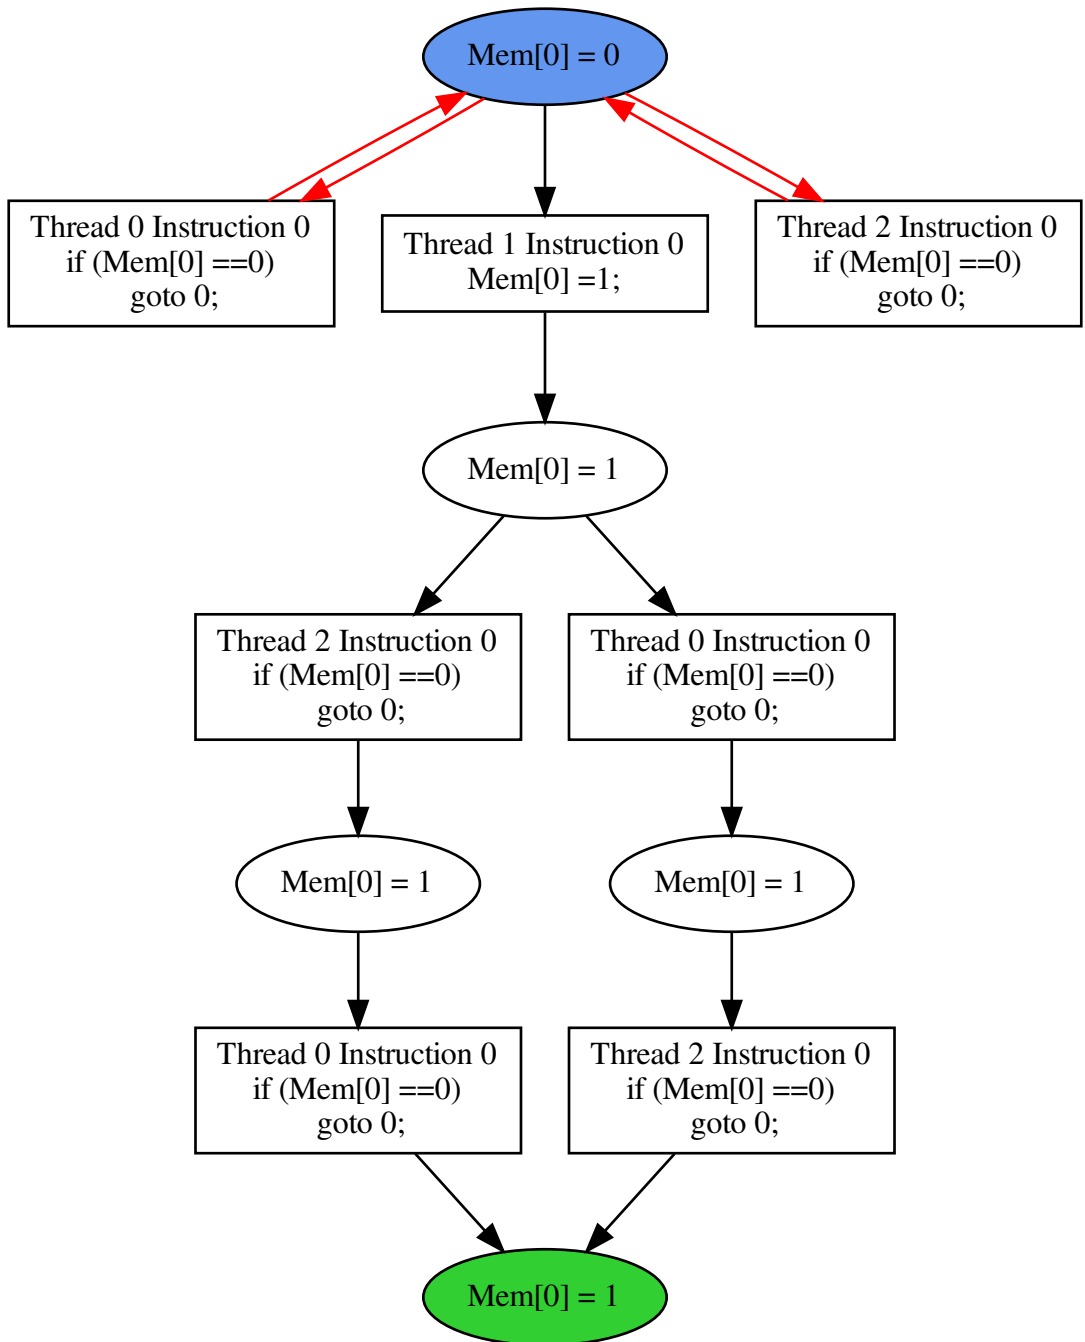 Mem[0] = 0
Thread 0 Instruction 0
if (Mem[0] ==0)
goto 0;
Thread 1 Instruction 0
Mem[0] =1;
Thread 2 Instruction 0
if (Mem[0] ==0)
goto 0;
Mem[0] = 1
Thread 2 Instruction 0
if (Mem[0] ==0)
goto 0;
Thread 0 Instruction 0
if (Mem[0] ==0)
goto 0;
Mem[0] = 1
Mem[0] = 1
Thread 0 Instruction 0
if (Mem[0] ==0)
goto 0;
Thread 2 Instruction 0
if (Mem[0] ==0)
goto 0;
Mem[0] = 1